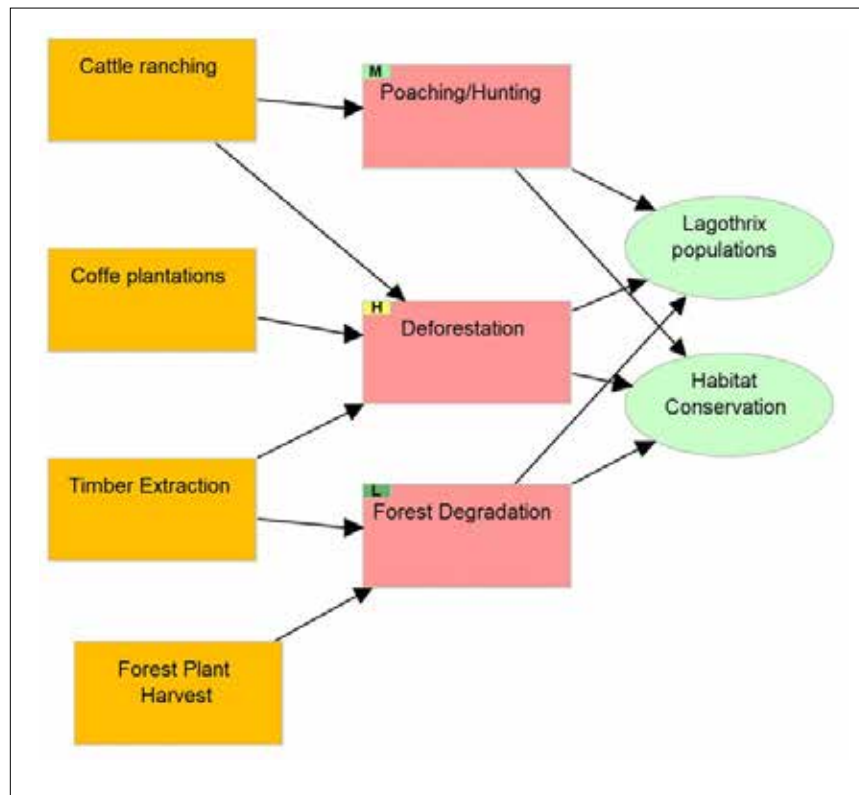 Cattle ranching
M
Poaching/Hunting
Lagothrix
populations
Coffe plantations
H
Deforestation
Habitat
Conservation
Timber Extraction
L
Forest Degradation
Forest Plant
Harvest